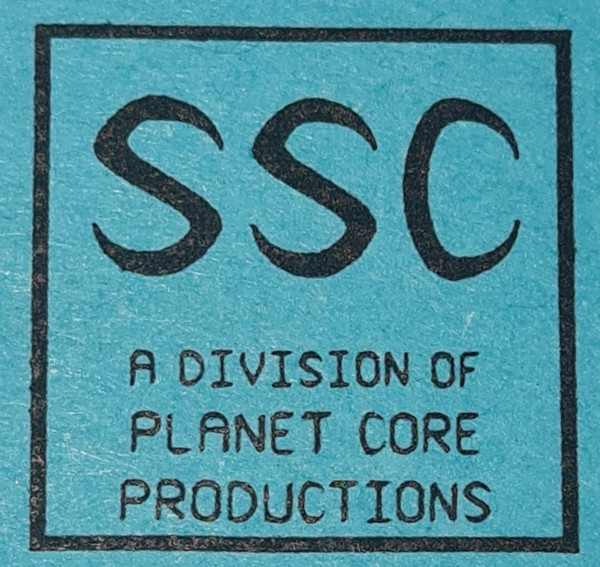 SSC
A DIVISION OF
PLANET CORE
PRODUCTIONS